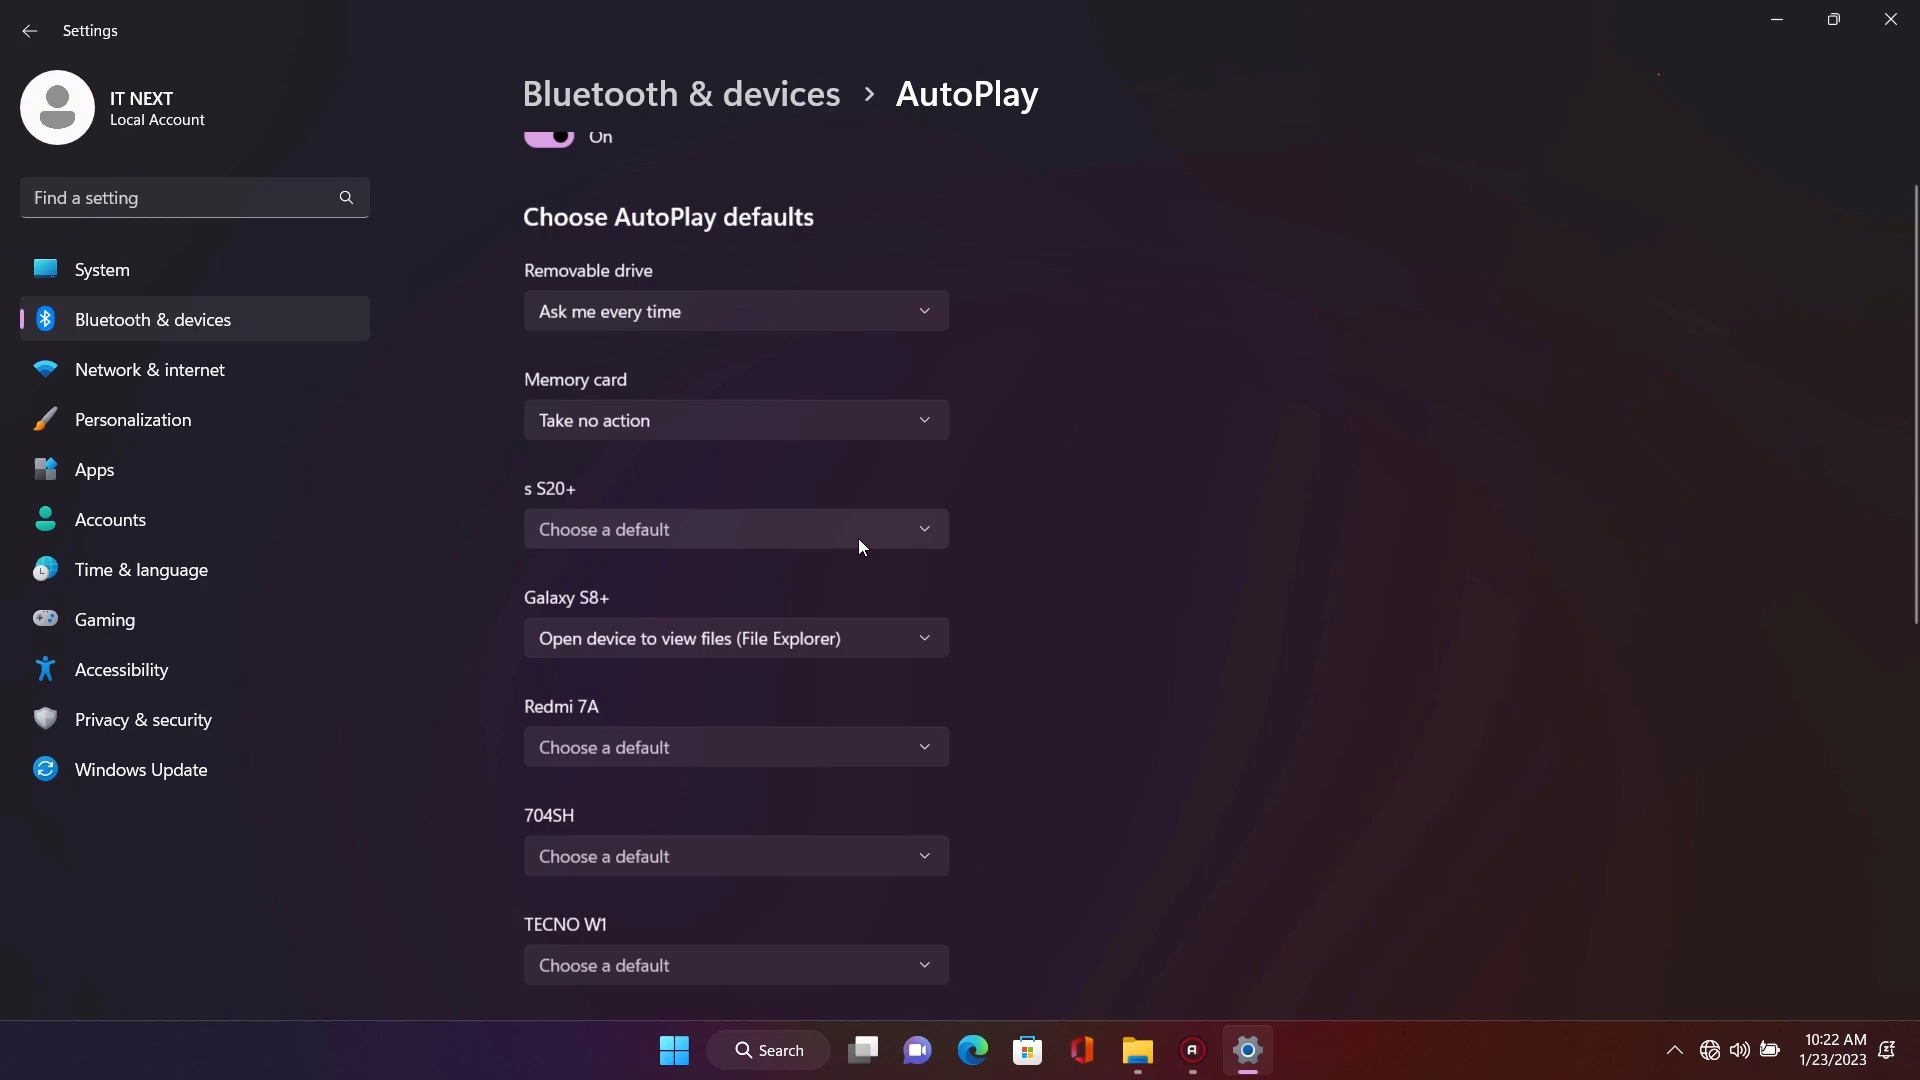 Settings
IT NEXT
Local Account
Find a setting
System
Bluetooth & devices
Network & internet
Personalization
Apps
Accounts
Time & language
Gaming
Accessibility
Privacy & security
Windows Update
Bluetooth & devices > AutoPlay
On
Choose AutoPlay defaults
Removable drive
Ask me every time
Memory card
Take no action
s S20+
Choose a default
Galaxy S8+
Open device to view files (File Explorer)
Redmi 7A
Choose a default
704SH
Choose a default
TECNO W1
Choose a default
Search
10:22 AM
1/23/2023